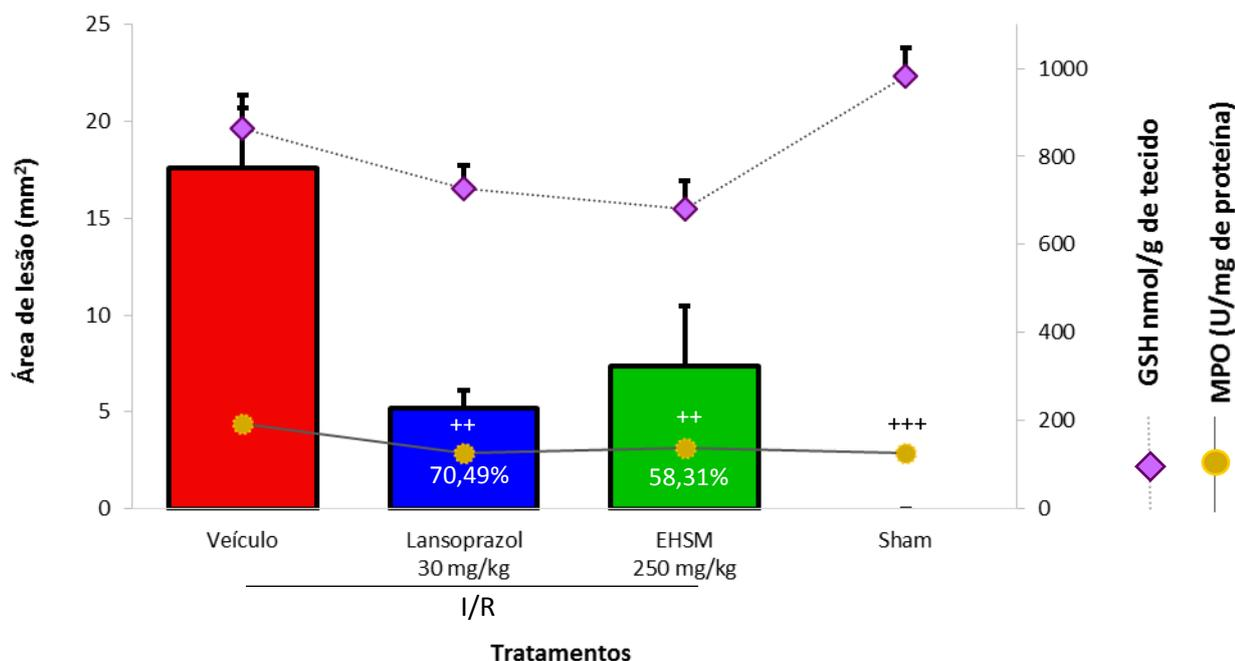 Área de lesão (mm²)
25
20
15
10
5
0
1000
800
600
400
200
0
GSH nmol/g de tecido
MPO (U/mg de proteína)
++
70,49%
++
58,31%
+++
Veículo
Lansoprazol
30 mg/kg
EHSM
250 mg/kg
Sham
I/R
Tratamentos